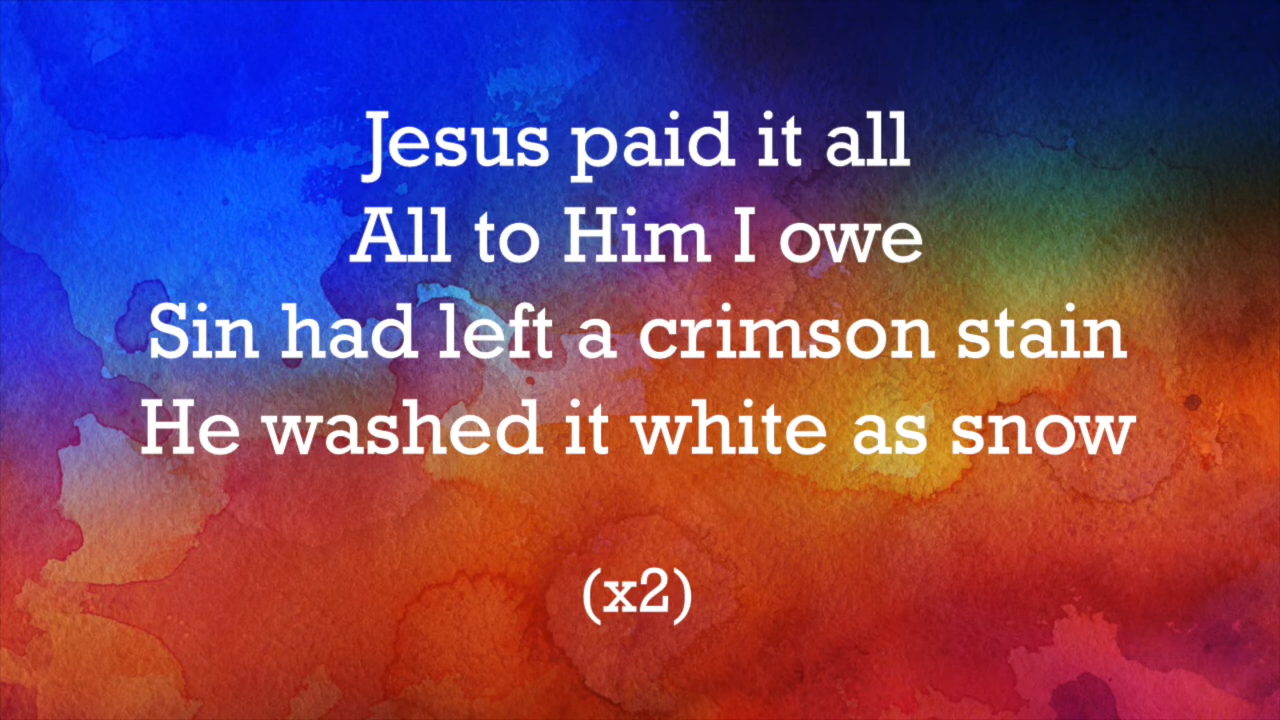 Jesus paid it all
All to Him I owe
Sin had left a crimson stain
He washed it white as snow
(x2)